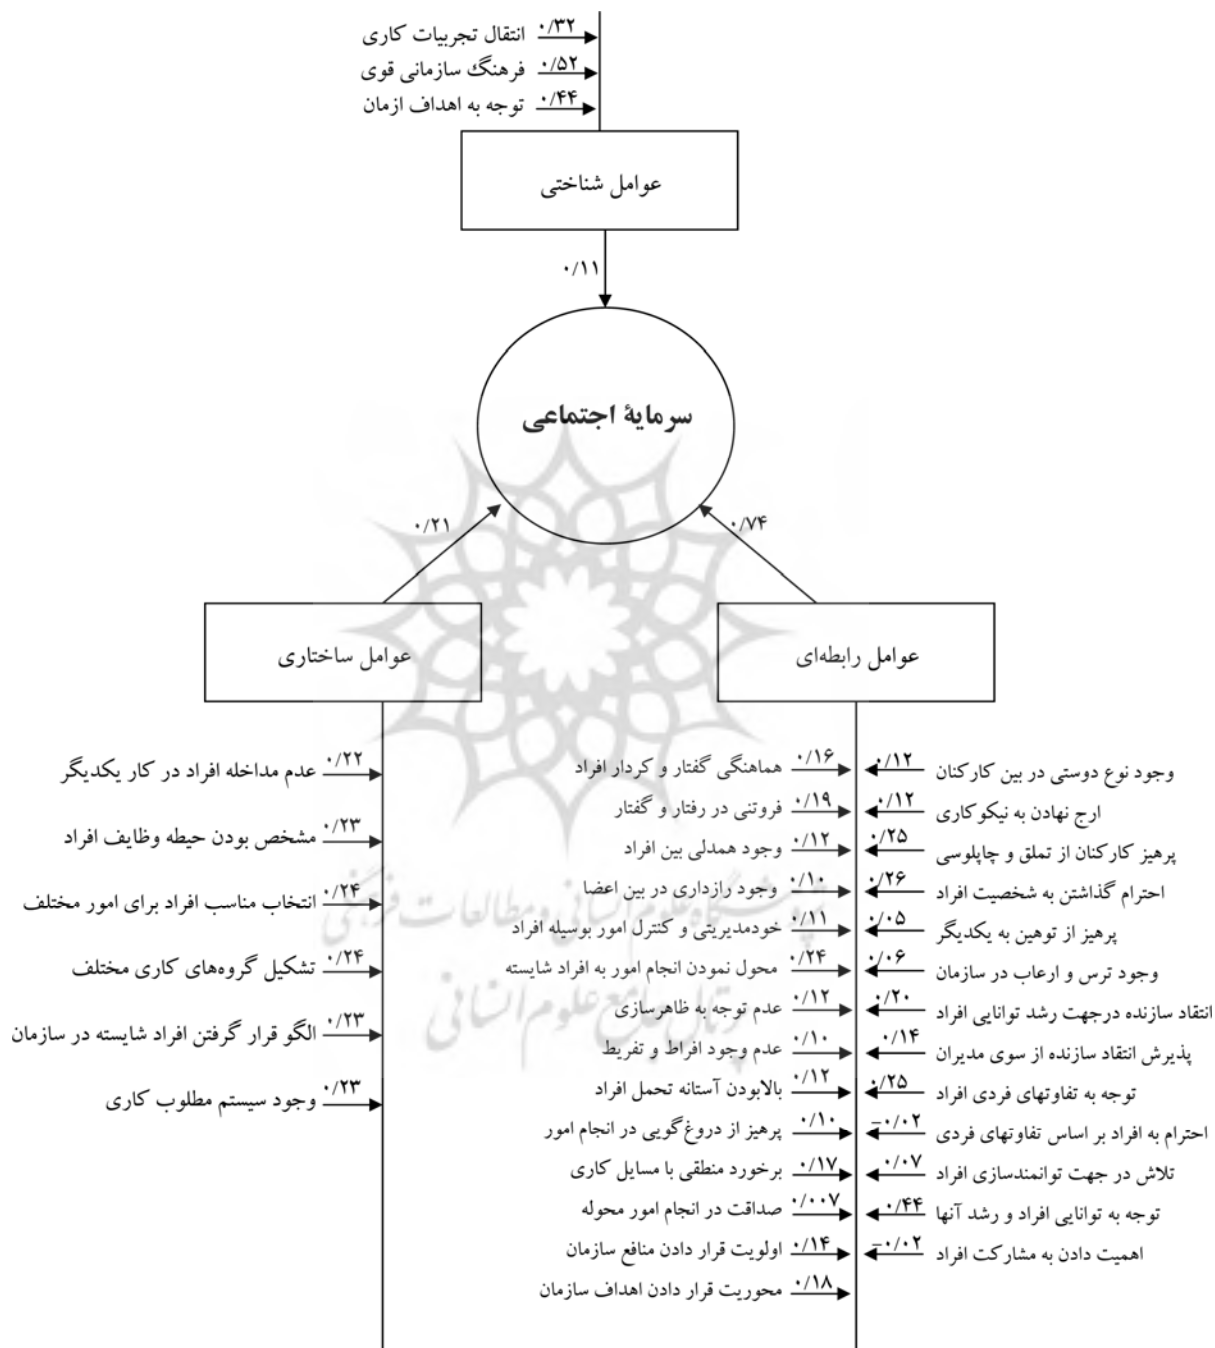 انتقال تجربیات کاری ۰/۳۲
فرهنگ سازمانی قوی ۰/۵۲
توجه به اهداف ازمان ۰/۴۴
عوامل شناختی
۰/۱۱
سرمایهٔ اجتماعی
۰/۲۱
۰/۷۴
عوامل ساختاری
عوامل رابطه‌ای
وجود نوع دوستی در بین کارکنان ۰/۱۲
ارج نهادن به نیکوکاری ۰/۱۲
پرهیز کارکنان از تملق و چاپلوسی ۰/۲۵
احترام گذاشتن به شخصیت افراد ۰/۲۶
پرهیز از توهین به یکدیگر ۰/۰۵
وجود ترس و ارعاب در سازمان ۰/۰۶
انتقاد سازنده درجهت رشد توانایی افراد ۰/۲۰
پذیرش انتقاد سازنده از سوی مدیران ۰/۱۴
توجه به تفاوتهای فردی افراد ۰/۲۵
احترام به افراد بر اساس تفاوتهای فردی -۰/۰۲
تلاش در جهت توانمندسازی افراد ۰/۰۷
توجه به توانایی افراد و رشد آنها ۰/۴۴
اهمیت دادن به مشارکت افراد -۰/۰۲
هماهنگی گفتار و کردار افراد ۰/۱۶
فروتنی در رفتار و گفتار ۰/۱۹
وجود همدلی بین افراد ۰/۱۲
وجود رازداری در بین اعضا ۰/۱۰
خودمدیریتی و کنترل امور بوسیله افراد ۰/۱۱
محول نمودن انجام امور به افراد شایسته ۰/۲۴
عدم توجه به ظاهرسازی ۰/۱۲
عدم وجود افراط و تفریط ۰/۱۰
بالابودن آستانه تحمل افراد ۰/۱۲
پرهیز از دروغ‌گویی در انجام امور ۰/۱۰
برخورد منطقی با مسایل کاری ۰/۱۷
صداقت در انجام امور محوله ۰/۰۰۷
اولویت قرار دادن منافع سازمان ۰/۱۴
محوریت قرار دادن اهداف سازمان ۰/۱۸
عدم مداخله افراد در کار یکدیگر ۰/۲۲
مشخص بودن حیطه وظایف افراد ۰/۲۳
انتخاب مناسب افراد برای امور مختلف ۰/۲۴
تشکیل گروه‌های کاری مختلف ۰/۲۴
الگو قرار گرفتن افراد شایسته در سازمان ۰/۲۳
وجود سیستم مطلوب کاری ۰/۲۳
پژوهشگاه علوم انسانی و مطالعات فرهنگی
پرتال جامع علوم انسانی